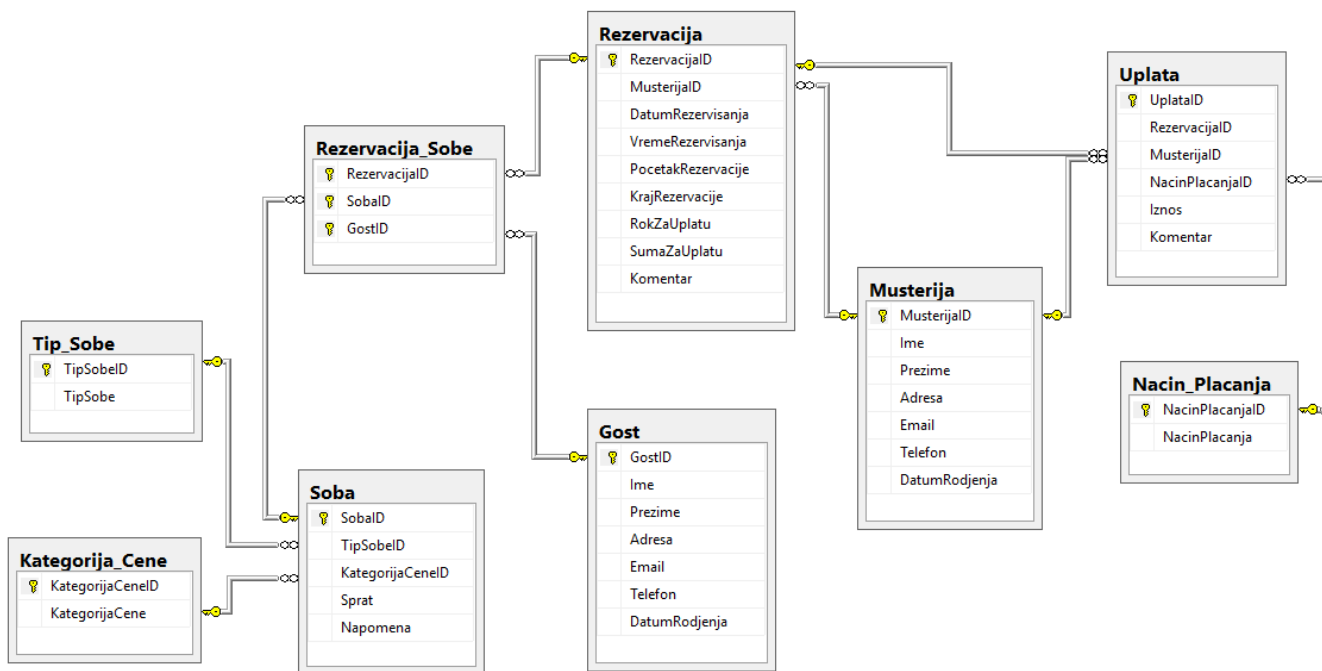 Rezervacija
RezervacijaID
MusterijaID
DatumRezervisanja
VremeRezervisanja
PocetakRezervacije
KrajRezervacije
RokZaUplatu
SumaZaUplatu
Komentar
Uplata
UplataID
RezervacijaID
MusterijaID
NacinPlacanjaID
Iznos
Komentar
Rezervacija_Sobe
RezervacijaID
SobaID
GostID
Musterija
MusterijaID
Ime
Prezime
Adresa
Email
Telefon
DatumRodjenja
Tip_Sobe
TipSobeID
TipSobe
Nacin_Placanja
NacinPlacanjaID
NacinPlacanja
Gost
GostID
Ime
Prezime
Adresa
Email
Telefon
DatumRodjenja
Soba
SobaID
TipSobeID
KategorijaCeneID
Sprat
Napomena
Kategorija_Cene
KategorijaCeneID
KategorijaCene